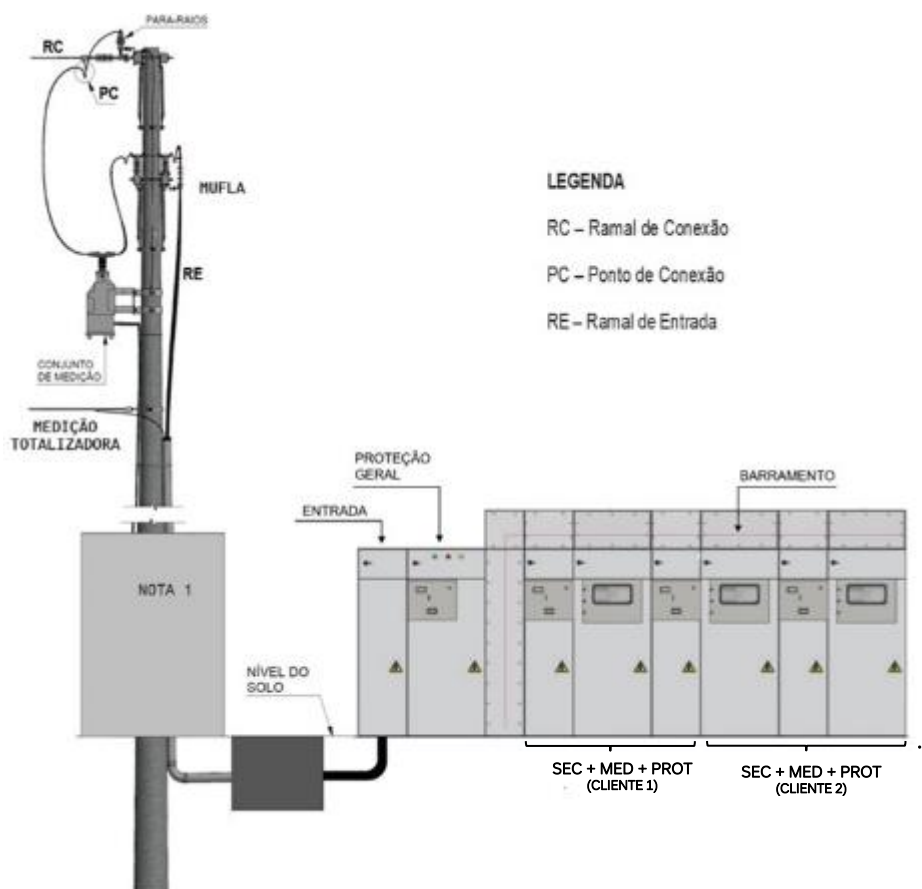 PARA-RAIOS
RC
PC
MUFLA
RE
CONJUNTO
DE MEDIÇÃO
MEDIÇÃO
TOTALIZADORA
NOTA 1
LEGENDA
RC – Ramal de Conexão
PC – Ponto de Conexão
RE – Ramal de Entrada
PROTEÇÃO
GERAL
ENTRADA
BARRAMENTO
NÍVEL DO
SOLO
SEC + MED + PROT
(CLIENTE 1)
SEC + MED + PROT
(CLIENTE 2)